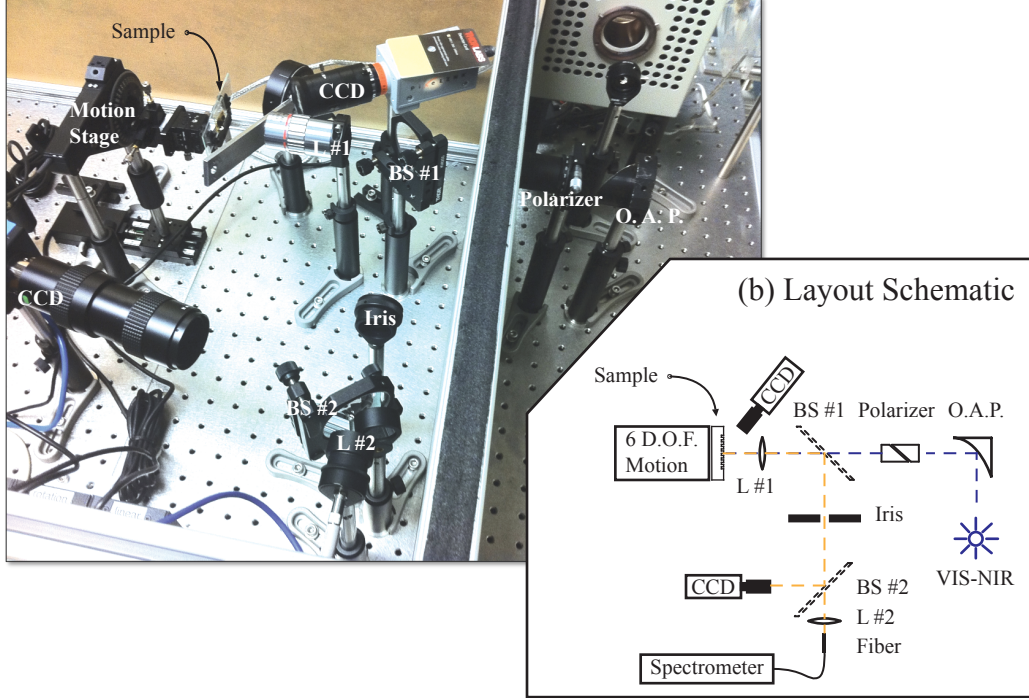 Sample
CCD
Motion
Stage
L #1
BS #1
Polarizer
O. A. P.
CCD
Iris
BS #2
L #2
(b) Layout Schematic
Sample
CCD
BS #1
Polarizer
O.A.P.
6 D.O.F.
Motion
L #1
Iris
VIS-NIR
CCD
BS #2
L #2
Fiber
Spectrometer